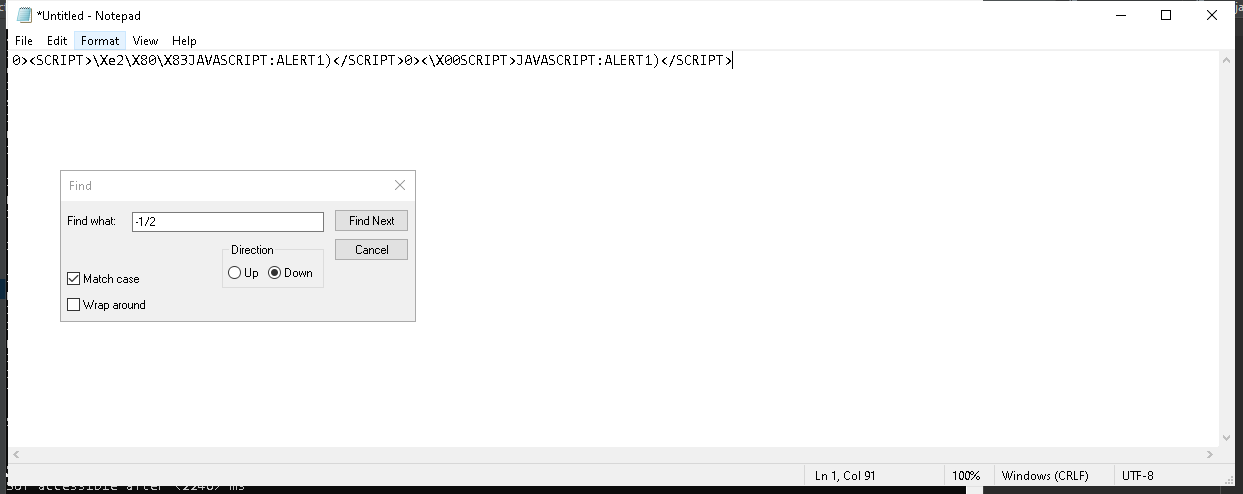 *Untitled - Notepad
File Edit Format View Help
0><SCRIPT>\Xe2\X80\X83JAVASCRIPT:ALERT1)</SCRIPT>0><\X00SCRIPT>JAVASCRIPT:ALERT1)</SCRIPT>
Find
Find what: -1/2 Find Next
Direction Cancel
Up Down
Match case
Wrap around
Ln 1, Col 91 100% Windows (CRLF) UTF-8
accessible after ms